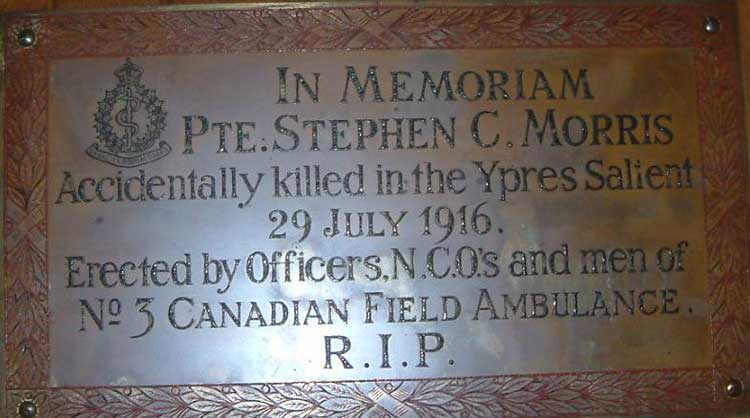 IN MEMORIAM
PTE. STEPHEN C. MORRIS
Accidentally killed in the Ypres Salient
29 JULY 1916.
Erected by Officers, N.C.O's and men of
No 3 CANADIAN FIELD AMBULANCE.
R.I.P.